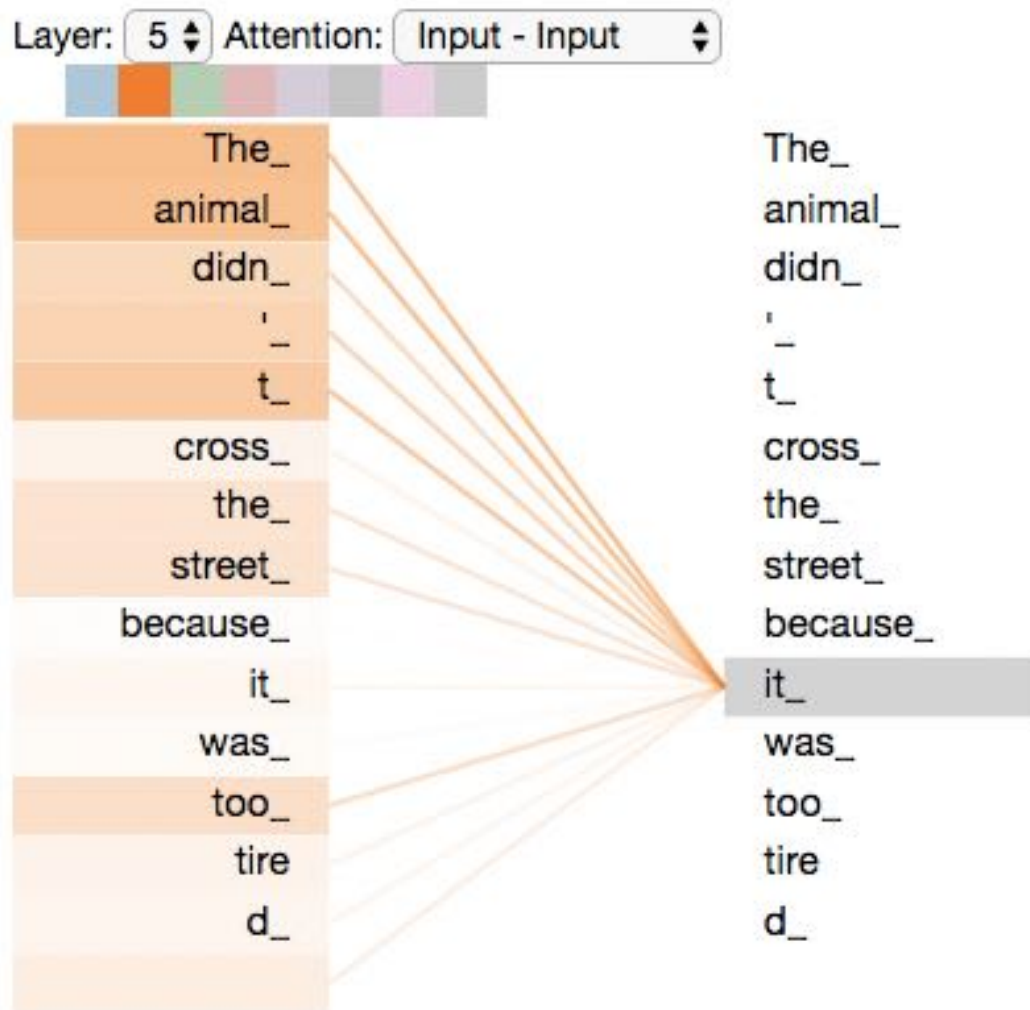 Layer: 5 Attention: Input - Input
The_ The_
animal_ animal_
didn_ didn_
'_ '_
t_ t_
cross_ cross_
the_ the_
street_ street_
because_ because_
it_ it_
was_ was_
too_ too_
tire tire
d_ d_